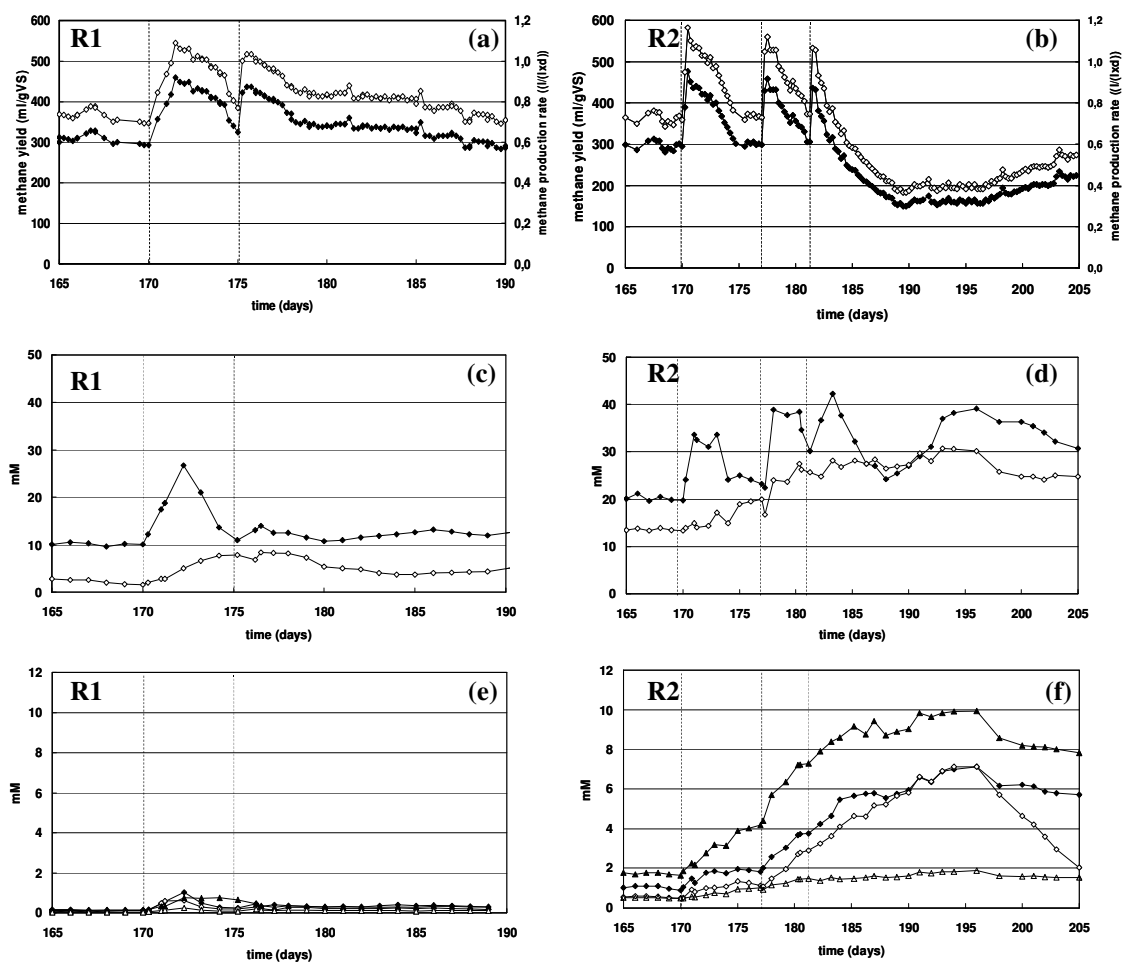 R1
(a)
methane yield (ml/gVS)
600
500
400
300
200
100
0
methane production rate ((l/(lxd))
1,2
1,0
0,8
0,6
0,4
0,2
0,0
165 170 175 180 185 190
time (days)
R2
(b)
methane yield (ml/gVS)
600
500
400
300
200
100
0
methane production rate ((l/(lxd))
1,2
1,0
0,8
0,6
0,4
0,2
0,0
165 170 175 180 185 190 195 200 205
time (days)
R1
(c)
mM
50
40
30
20
10
0
165 170 175 180 185 190
time (days)
R2
(d)
mM
50
40
30
20
10
0
165 170 175 180 185 190 195 200 205
time (days)
R1
(e)
mM
12
10
8
6
4
2
0
165 170 175 180 185 190
time (days)
R2
(f)
mM
12
10
8
6
4
2
0
165 170 175 180 185 190 195 200 205
time (days)